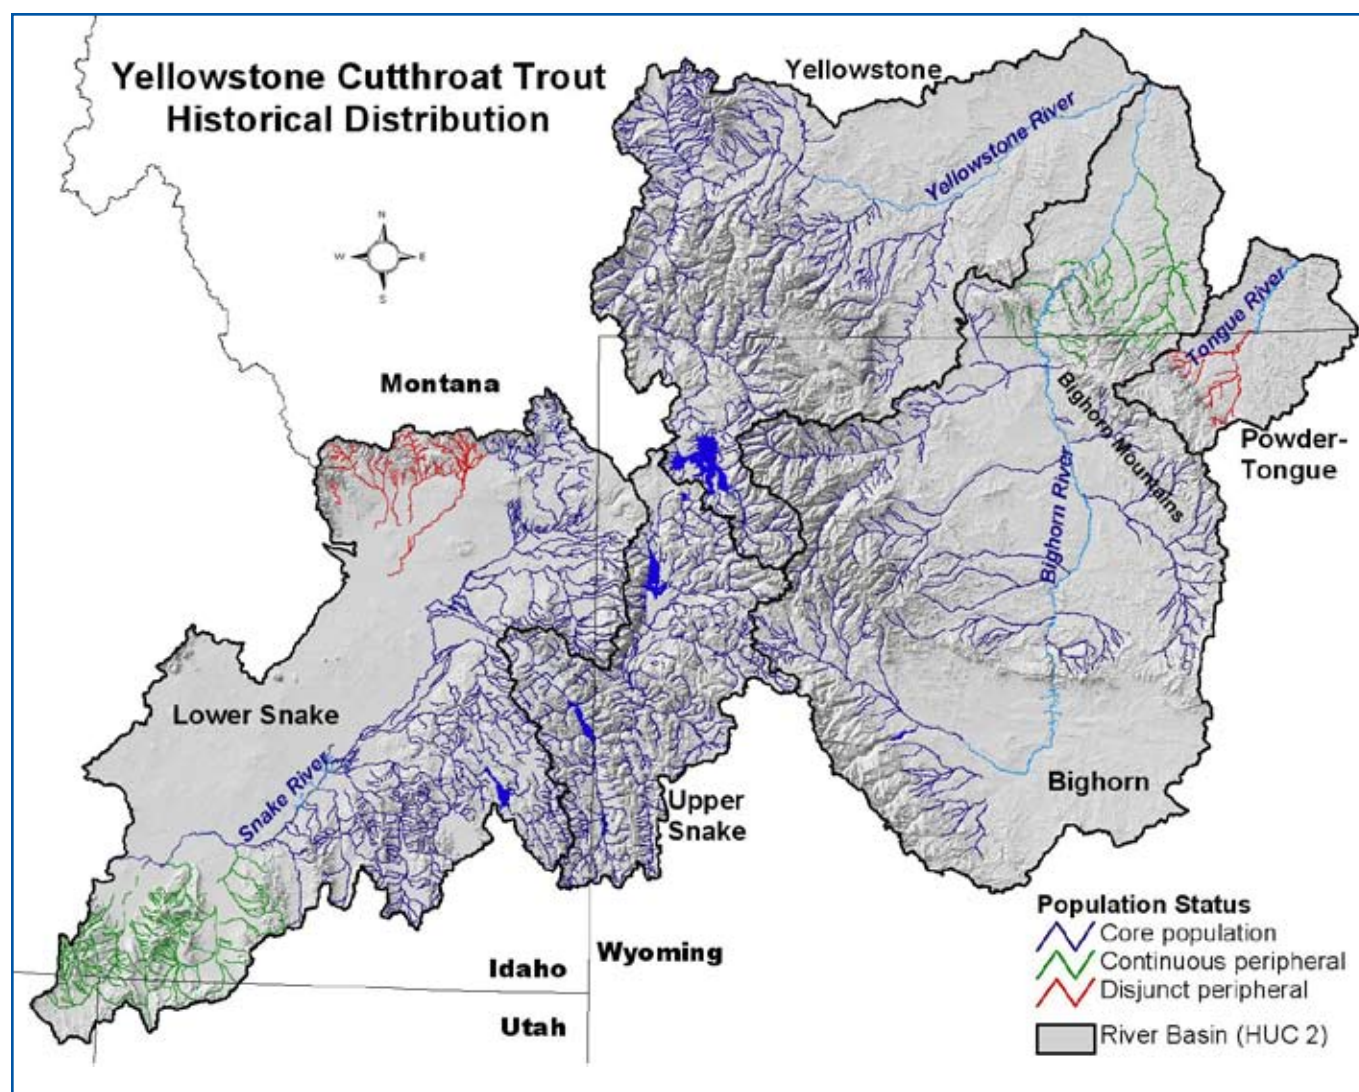 Yellowstone Cutthroat Trout
Historical Distribution
Yellowstone
Yellowstone River
N
W
E
S
Tongue River
Montana
Bighorn Mountains
Powder-
Tongue
Bighorn River
Lower Snake
Snake River
Upper
Snake
Bighorn
Population Status
Core population
Continuous peripheral
Disjunct peripheral
River Basin (HUC 2)
Idaho
Wyoming
Utah